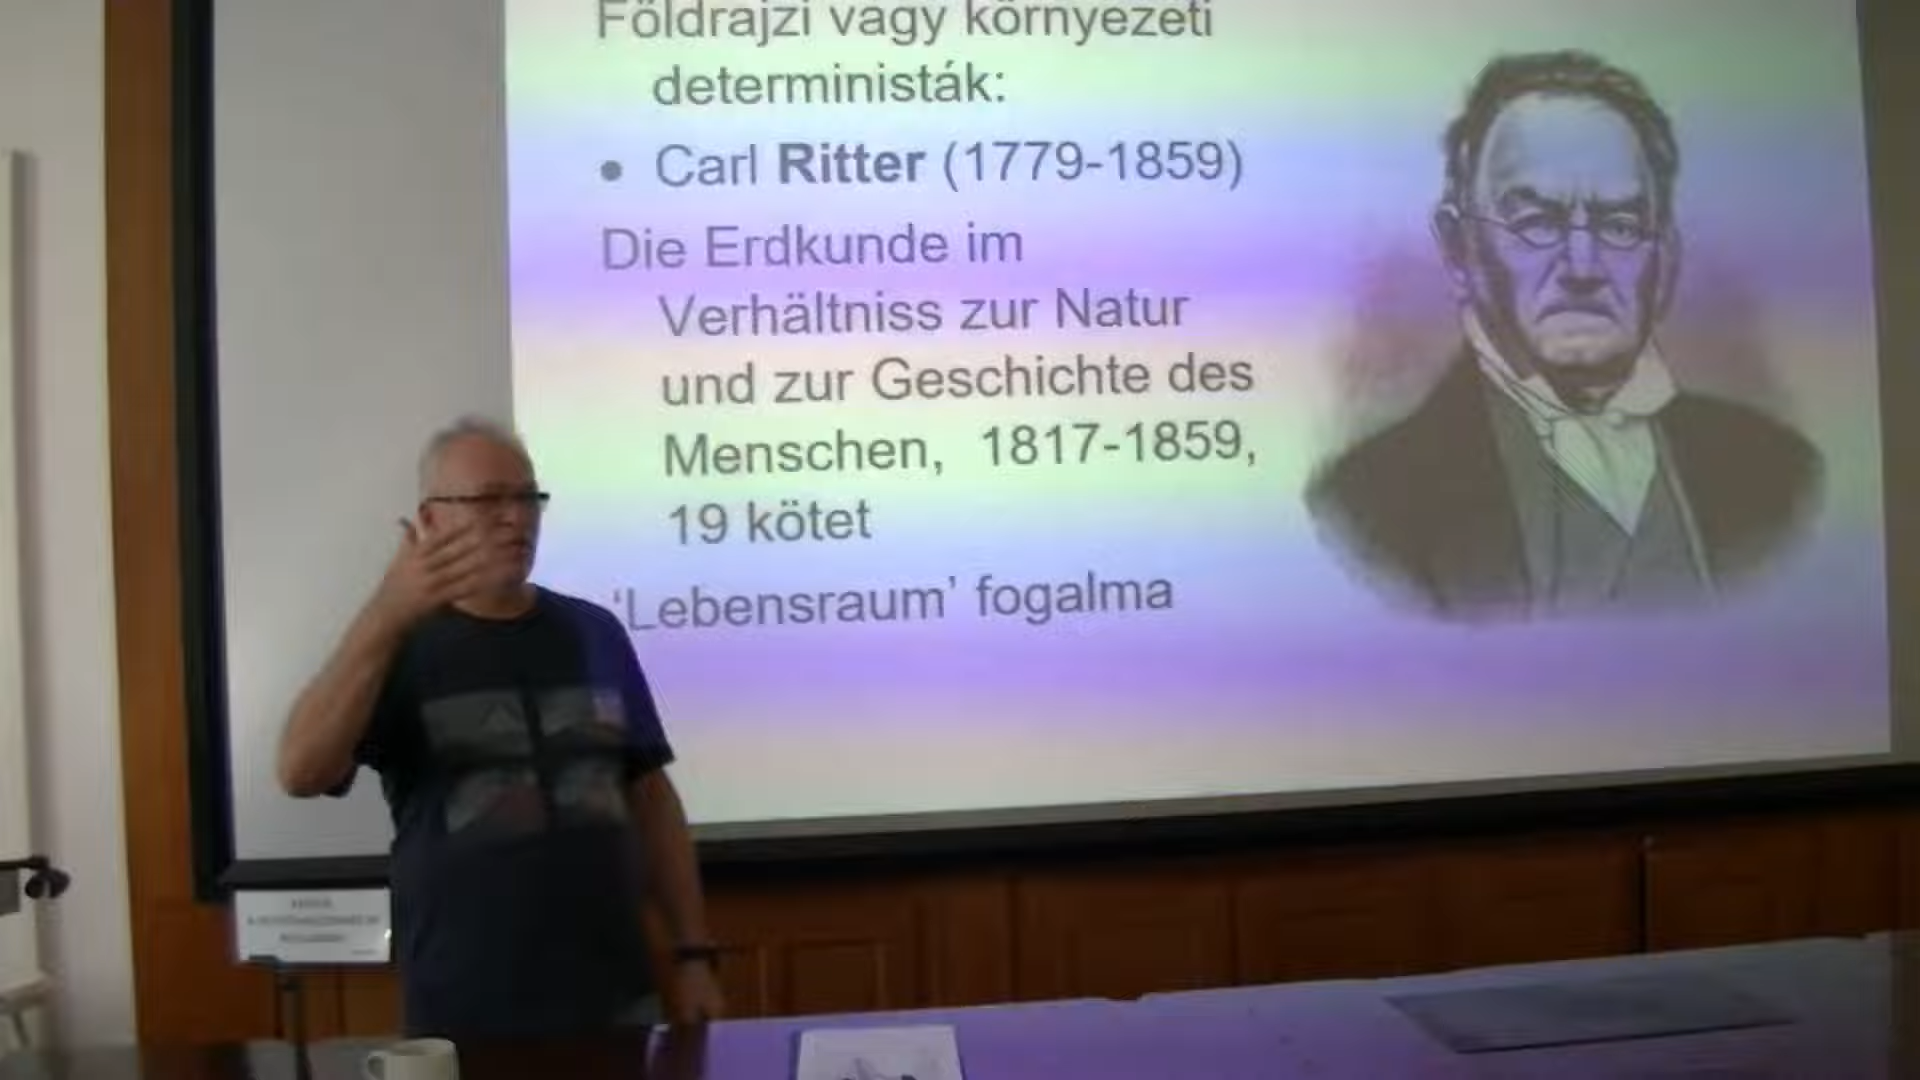 Földrajzi vagy környezeti
deterministák:
• Carl Ritter (1779-1859)
Die Erdkunde im
Verhältniss zur Natur
und zur Geschichte des
Menschen, 1817-1859,
19 kötet
‘Lebensraum’ fogalma